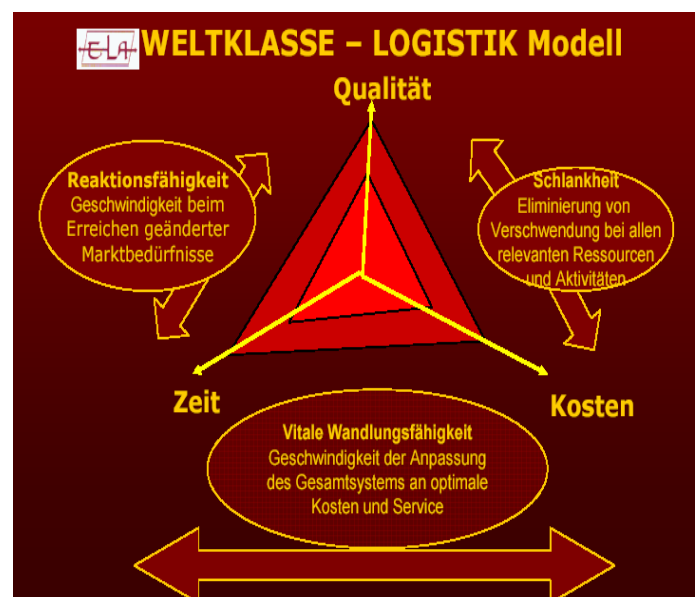 ELA
WELTKLASSE – LOGISTIK Modell
Qualität
Reaktionsfähigkeit
Geschwindigkeit beim
Erreichen geänderter
Marktbedürfnisse
Schlankheit
Eliminierung von
Verschwendung bei allen
relevanten Ressourcen
und Aktivitäten
Zeit
Kosten
Vitale Wandlungsfähigkeit
Geschwindigkeit der Anpassung
des Gesamtsystems an optimale
Kosten und Service